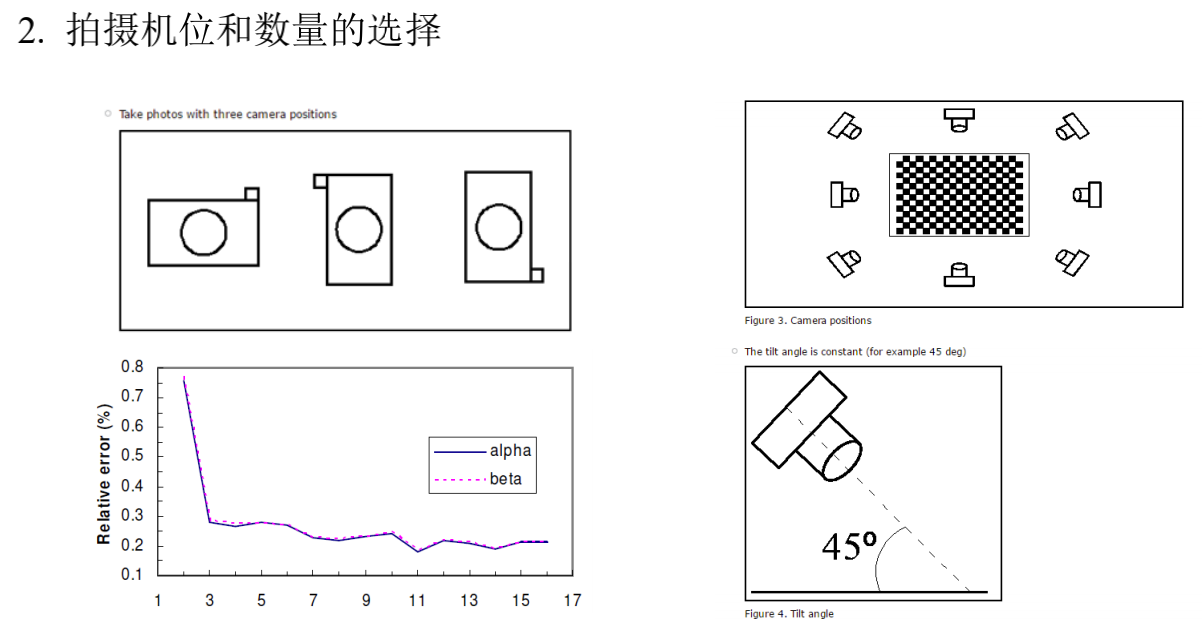 2. 拍摄机位和数量的选择
Take photos with three camera positions
Relative error (%)
0.8
0.7
0.6
0.5
0.4
0.3
0.2
0.1
alpha
beta
1 3 5 7 9 11 13 15 17
Figure 3. Camera positions
The tilt angle is constant (for example 45 deg)
45º
Figure 4. Tilt angle